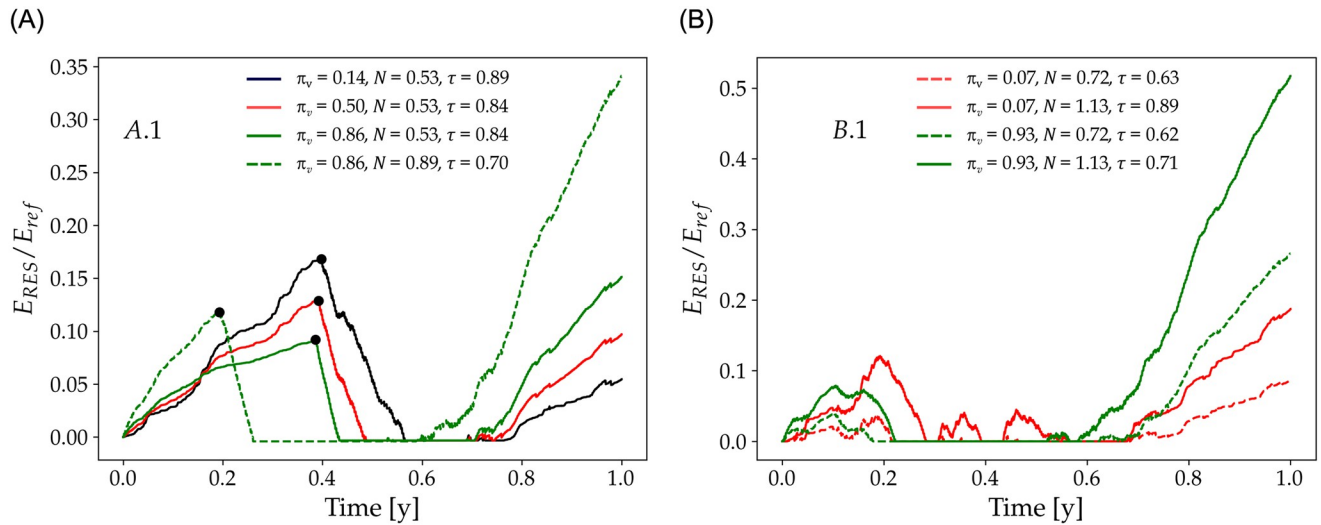 (A)
A.1
π_v = 0.14, N = 0.53, τ = 0.89
π_v = 0.50, N = 0.53, τ = 0.84
π_v = 0.86, N = 0.53, τ = 0.84
π_v = 0.86, N = 0.89, τ = 0.70
E_RES / E_ref
0.35
0.30
0.25
0.20
0.15
0.10
0.05
0.00
0.0 0.2 0.4 0.6 0.8 1.0
Time [y]
(B)
B.1
π_v = 0.07, N = 0.72, τ = 0.63
π_v = 0.07, N = 1.13, τ = 0.89
π_v = 0.93, N = 0.72, τ = 0.62
π_v = 0.93, N = 1.13, τ = 0.71
E_RES / E_ref
0.5
0.4
0.3
0.2
0.1
0.0
0.0 0.2 0.4 0.6 0.8 1.0
Time [y]